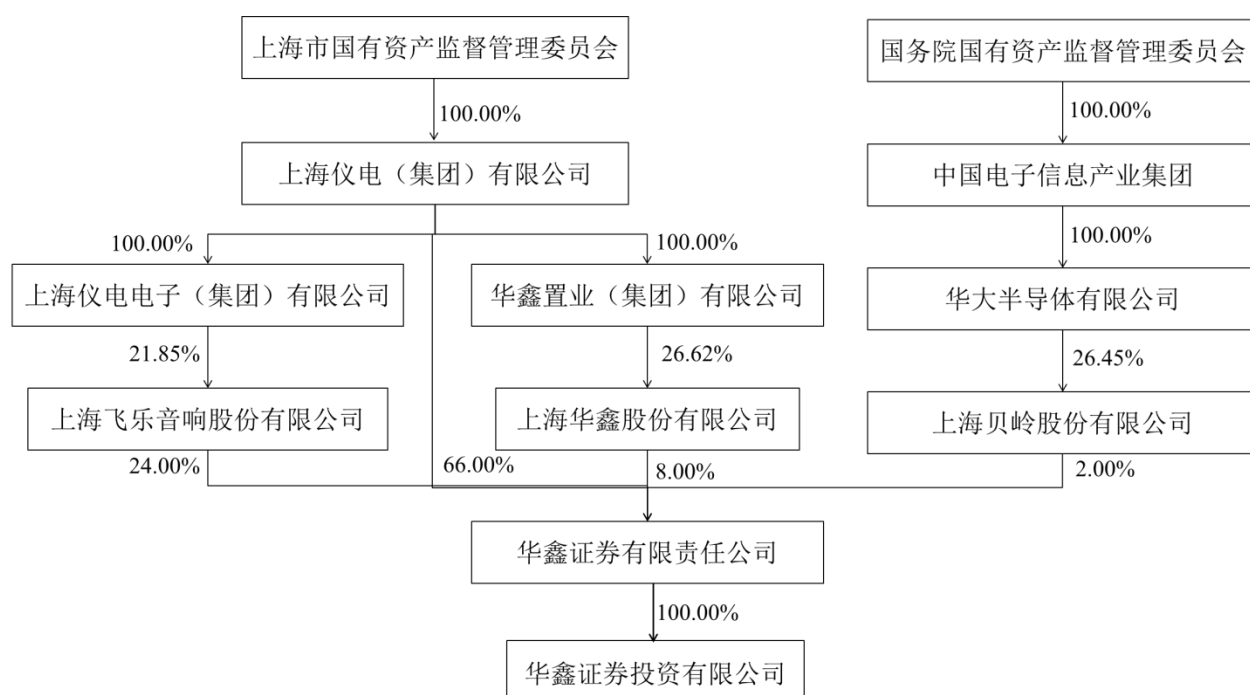 上海市国有资产监督管理委员会
国务院国有资产监督管理委员会
100.00%
100.00%
上海仪电（集团）有限公司
中国电子信息产业集团
100.00%
100.00%
100.00%
上海仪电电子（集团）有限公司
华鑫置业（集团）有限公司
华大半导体有限公司
21.85%
26.62%
26.45%
上海飞乐音响股份有限公司
上海华鑫股份有限公司
上海贝岭股份有限公司
24.00%
66.00%
8.00%
2.00%
华鑫证券有限责任公司
100.00%
华鑫证券投资有限公司